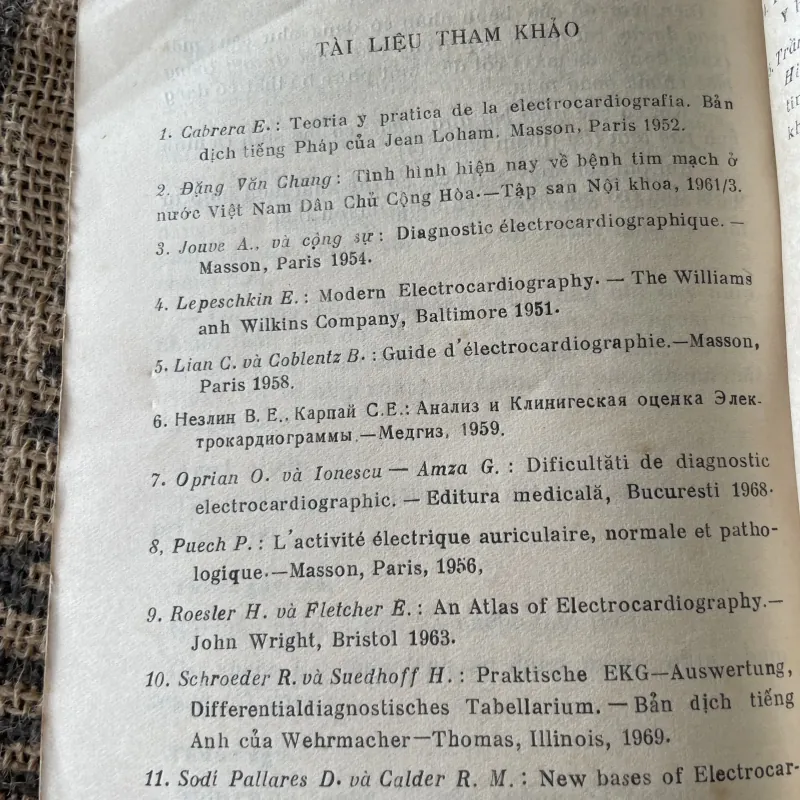 TÀI LIỆU THAM KHẢO
1. Cabrera E.: Teoria y pratica de la electrocardiografia. Bản
dịch tiếng Pháp của Jean Loham. Masson, Paris 1952.
2. Đặng Văn Chung: Tình hình hiện nay về bệnh tim mạch ở
nước Việt Nam Dân Chủ Cộng Hòa.—Tập san Nội khoa, 1961/3.
3. Jouve A., và cộng sự: Diagnostic électrocardiographique. —
Masson, Paris 1954.
4. Lepeschkin E.: Modern Electrocardiography. — The Williams
anh Wilkins Company, Baltimore 1951.
5. Lian C. và Coblentz B.: Guide d'électrocardiographie.—Masson,
Paris 1958.
6. Незлин В. Е., Карпай С.Е.: Анализ и Клинигеская оценка Элек-
трокардиограммы.—Медгиз, 1959.
7. Oprian O. và Ionescu — Amza G. : Dificultăti de diagnostic
electrocardiographic. — Editura medicală, Bucuresti 1968.
8, Puech P.: L'activité électrique auriculaire, normale et patho-
logique.—Masson, Paris, 1956,
9. Roesler H. và Fletcher E.: An Atlas of Electrocardiography.—
John Wright, Bristol 1963.
10. Schroeder R. và Suedhoff H.: Praktische EKG—Auswertung,
Differentialdiagnostisches Tabellarium. — Bản dịch tiếng
Anh của Wehrmacher—Thomas, Illinois, 1969.
11. Sodi Pallares D. và Calder R. M.: New bases of Electrocar-
Y h
Trần
Hi
tim
kh